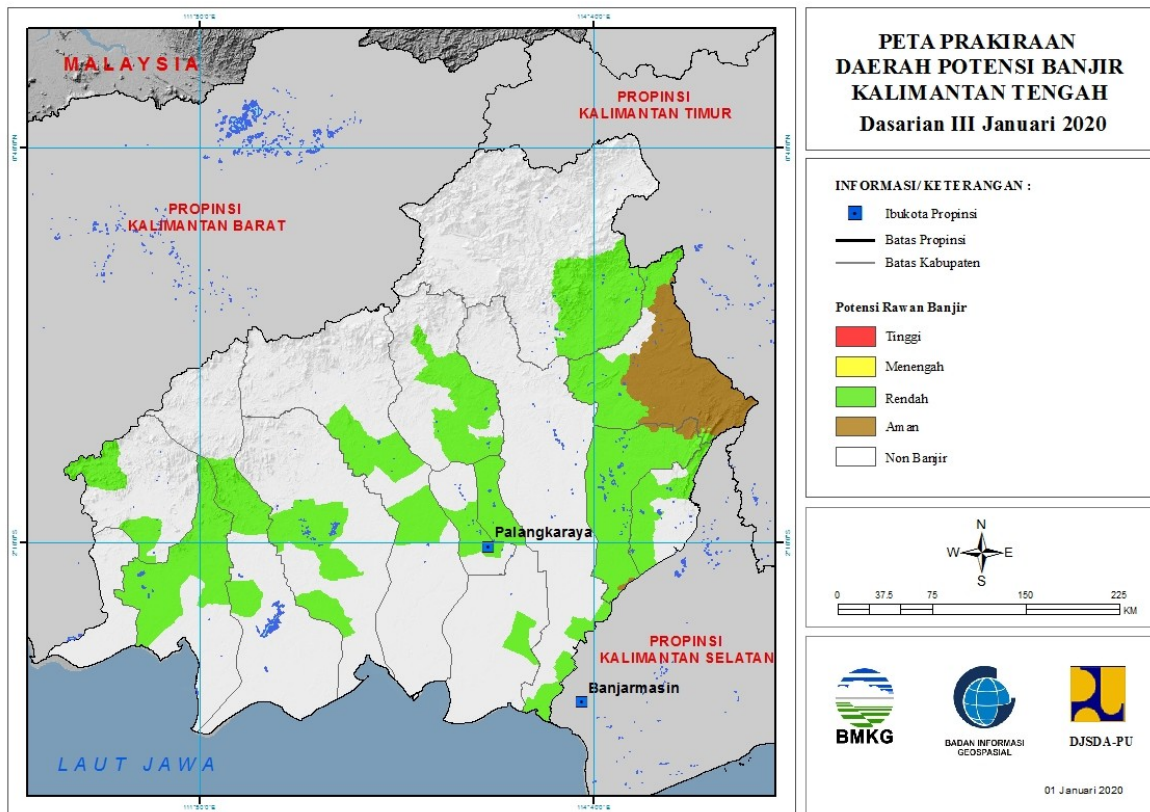 MALAYSIA
PROPINSI
KALIMANTAN TIMUR
PROPINSI
KALIMANTAN BARAT
Palangkaraya
PROPINSI
KALIMANTAN SELATAN
Banjarmasin
LAUT JAWA
PETA PRAKIRAAN
DAERAH POTENSI BANJIR
KALIMANTAN TENGAH
Dasarian III Januari 2020
INFORMASI/ KETERANGAN :
Ibukota Propinsi
Batas Propinsi
Batas Kabupaten
Potensi Rawan Banjir
Tinggi
Menengah
Rendah
Aman
Non Banjir
N
W E
S
0 37.5 75 150 225
KM
BMKG
BADAN INFORMASI
GEOSPASIAL
DJSDA-PU
01 Januari 2020